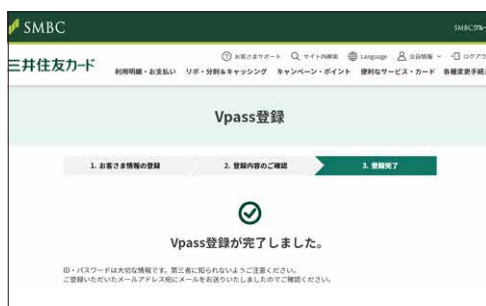 SMBC
SMBCグル
三井住友カード
お客さまサポート サイト内検索 Language 会員情報 ログアウ
利用明細・お支払い リボ・分割&キャッシング キャンペーン・ポイント 便利なサービス・カード 各種変更手続き
Vpass登録
1. お客さま情報の登録 2. 登録内容のご確認 3. 登録完了
Vpass登録が完了しました。
ID・パスワードは大切な情報です。第三者に知られないようご注意ください。
ご登録いただいたメールアドレス宛にメールをお送りいたしましたのでご確認ください。